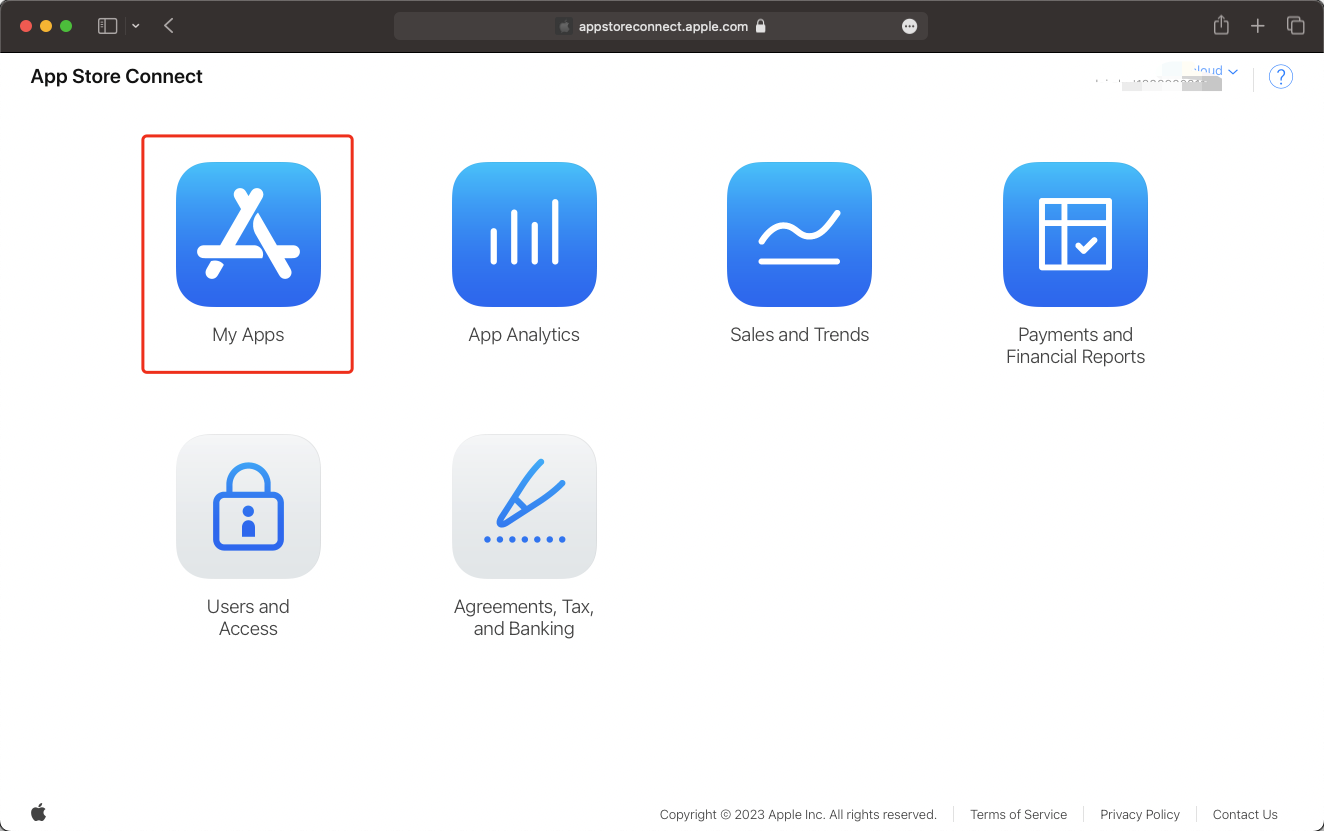 appstoreconnect.apple.com
App Store Connect
?
My Apps
App Analytics
Sales and Trends
Payments and
Financial Reports
Users and
Access
Agreements, Tax,
and Banking
Copyright © 2023 Apple Inc. All rights reserved.
Terms of Service
Privacy Policy
Contact Us